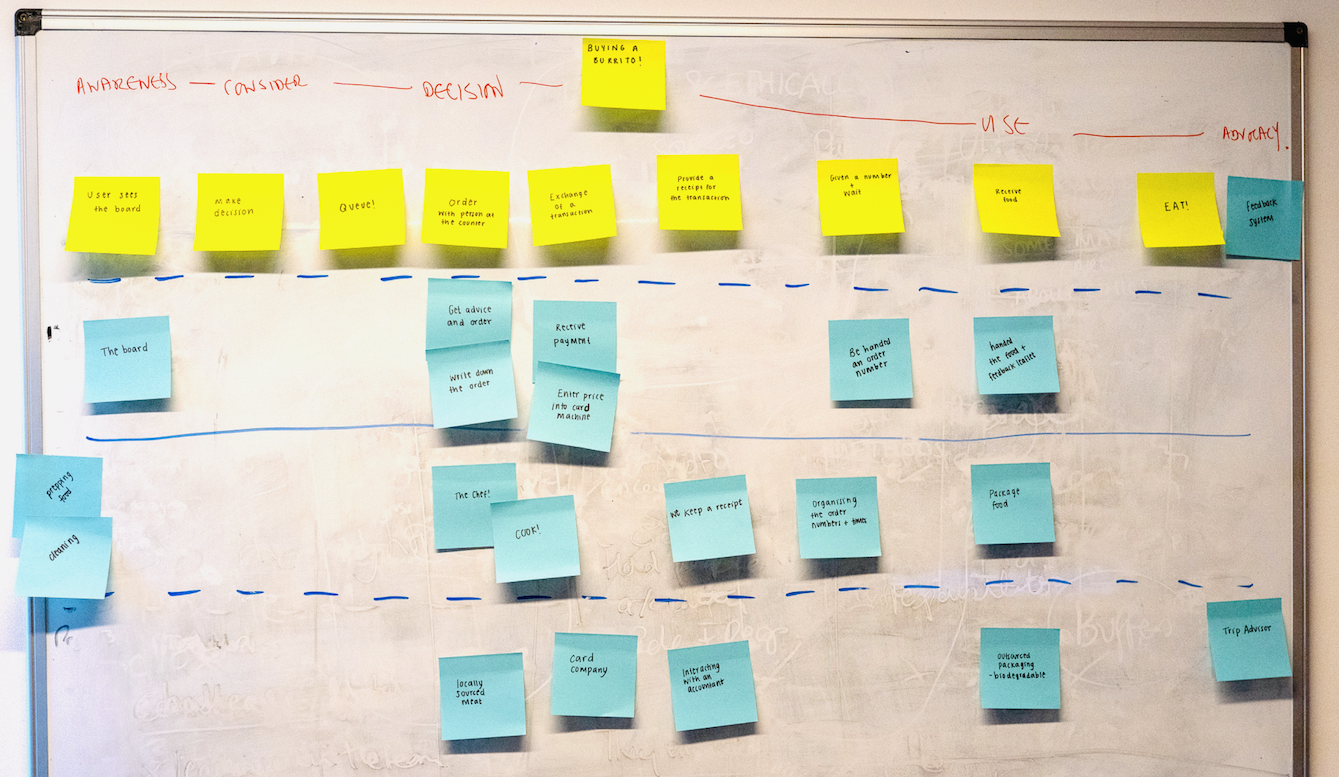 BUYING A
BURRITO!
AWARENESS — CONSIDER — DECISION — USE — ADVOCACY.
User sees
the board
Make
decision
Queue!
Order
with person at
the counter
Exchange
of a
transaction
Provide a
receipt for
the transaction
Given a number
+
wait
Receive
food
EAT!
feedback
system
The board
Get advice
and order
Write down
the order
Receive
payment
Enter price
into card
machine
Be handed
an order
number
handed
the food +
feedback leaflet
prepping
food
cleaning
The Chef!
COOK!
We keep a receipt
Organising
the order
numbers + times
Package
food
locally
sourced
meat
Card
company
Interacting
with an
accountant
Outsourced
packaging
-biodegradable
Trip Advisor